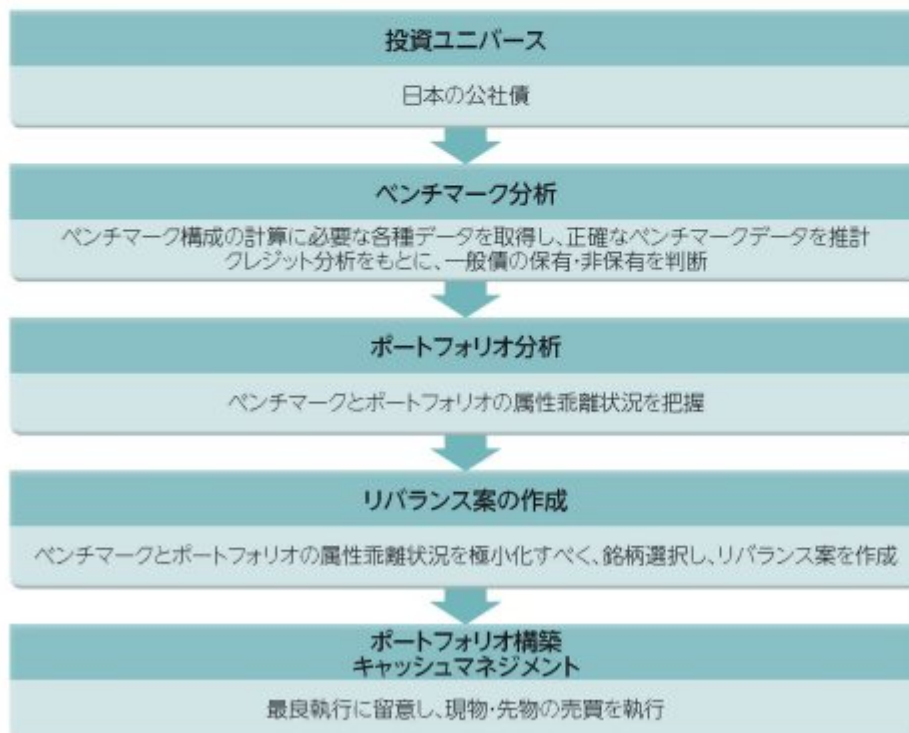 投資ユニバース
日本の公社債
ベンチマーク分析
ベンチマーク構成の計算に必要な各種データを取得し、正確なベンチマークデータを推計
クレジット分析をもとに、一般債の保有・非保有を判断
ポートフォリオ分析
ベンチマークとポートフォリオの属性乖離状況を把握
リバランス案の作成
ベンチマークとポートフォリオの属性乖離状況を極小化すべく、銘柄選択し、リバランス案を作成
ポートフォリオ構築
キャッシュマネジメント
最良執行に留意し、現物・先物の売買を執行